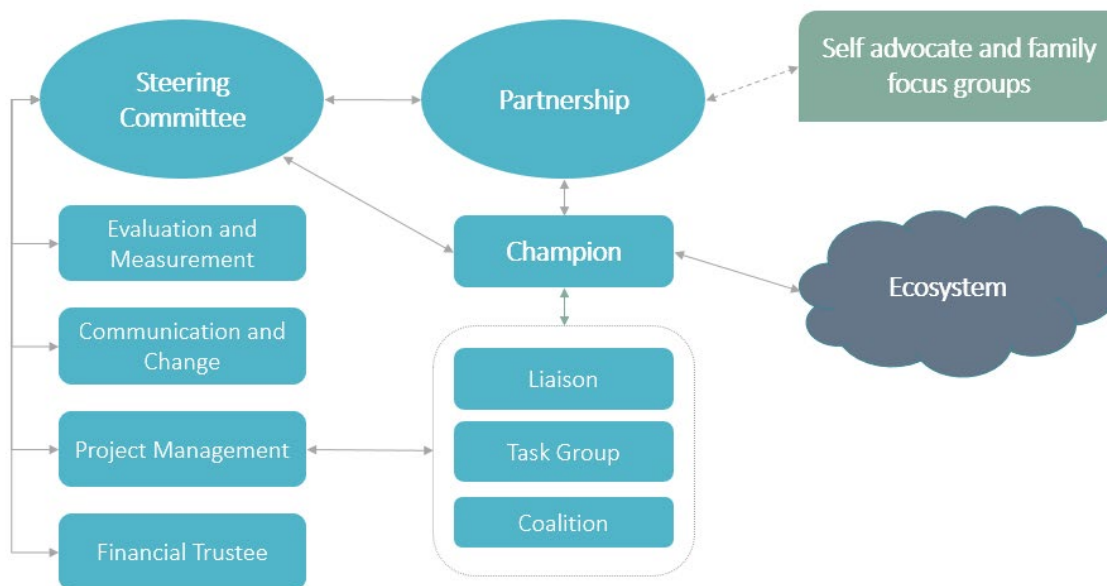 Steering
Committee
Partnership
Self advocate and family
focus groups
Evaluation and
Measurement
Champion
Ecosystem
Communication and
Change
Liaison
Project Management
Task Group
Coalition
Financial Trustee